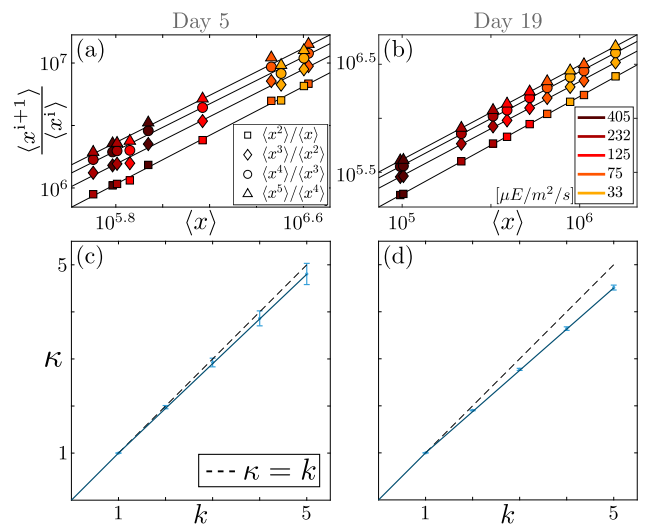 Day 5
Day 19
(a)
10^7
10^6
⟨x^{i+1}⟩
⟨x^i⟩
10^{5.8}
⟨x⟩
10^{6.6}
⟨x^2⟩/⟨x⟩
⟨x^3⟩/⟨x^2⟩
⟨x^4⟩/⟨x^3⟩
⟨x^5⟩/⟨x^4⟩
(b)
10^{6.5}
10^{5.5}
10^5
⟨x⟩
10^6
405
232
125
75
33
[μE/m^2/s]
(c)
5
κ
1
κ = k
1
k
5
(d)
1
k
5